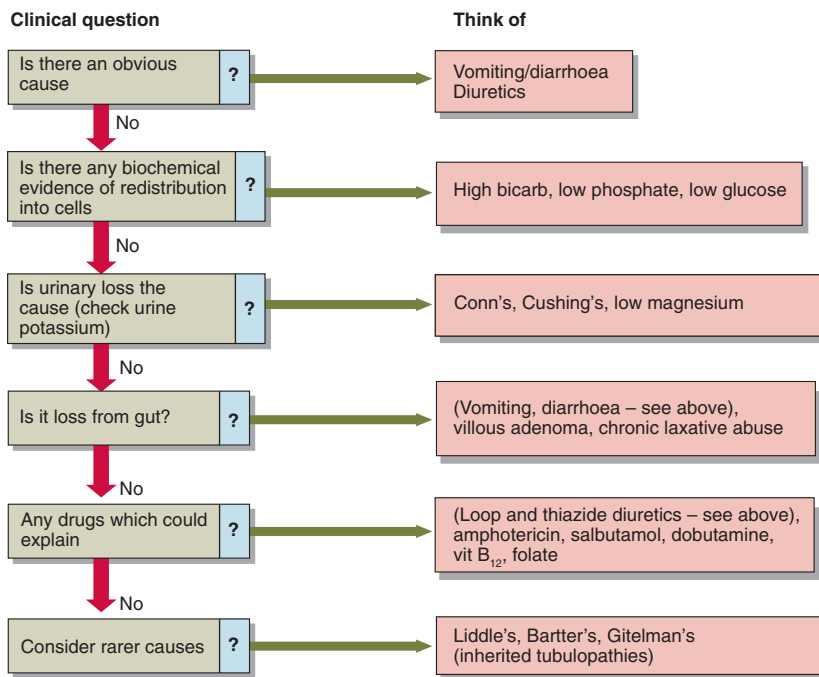 Clinical question
Think of
Is there an obvious
cause
?
Vomiting/diarrhoea
Diuretics
No
Is there any biochemical
evidence of redistribution
into cells
?
High bicarb, low phosphate, low glucose
No
Is urinary loss the
cause (check urine
potassium)
?
Conn's, Cushing's, low magnesium
No
Is it loss from gut?
?
(Vomiting, diarrhoea – see above),
villous adenoma, chronic laxative abuse
No
Any drugs which could
explain
?
(Loop and thiazide diuretics – see above),
amphotericin, salbutamol, dobutamine,
vit B₁₂, folate
No
Consider rarer causes
?
Liddle's, Bartter's, Gitelman's
(inherited tubulopathies)